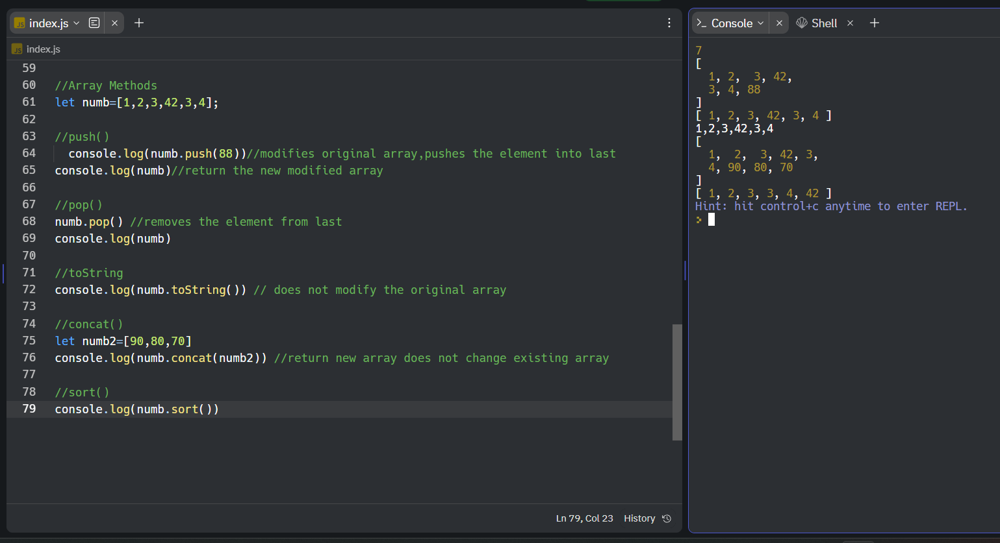 index.js
Console
Shell
index.js
59
60 //Array Methods
61 let numb=[1,2,3,42,3,4];
62
63 //push()
64   console.log(numb.push(88))//modifies original array,pushes the element into last
65 console.log(numb)//return the new modified array
66
67 //pop()
68 numb.pop() //removes the element from last
69 console.log(numb)
70
71 //toString
72 console.log(numb.toString()) // does not modify the original array
73
74 //concat()
75 let numb2=[90,80,70]
76 console.log(numb.concat(numb2)) //return new array does not change existing array
77
78 //sort()
79 console.log(numb.sort())
Ln 79, Col 23 History
7
[
  1, 2,  3, 42,
  3, 4, 88
]
[ 1, 2, 3, 42, 3, 4 ]
1,2,3,42,3,4
[
  1,  2,  3, 42, 3,
  4, 90, 80, 70
]
[ 1, 2, 3, 3, 4, 42 ]
Hint: hit control+c anytime to enter REPL.